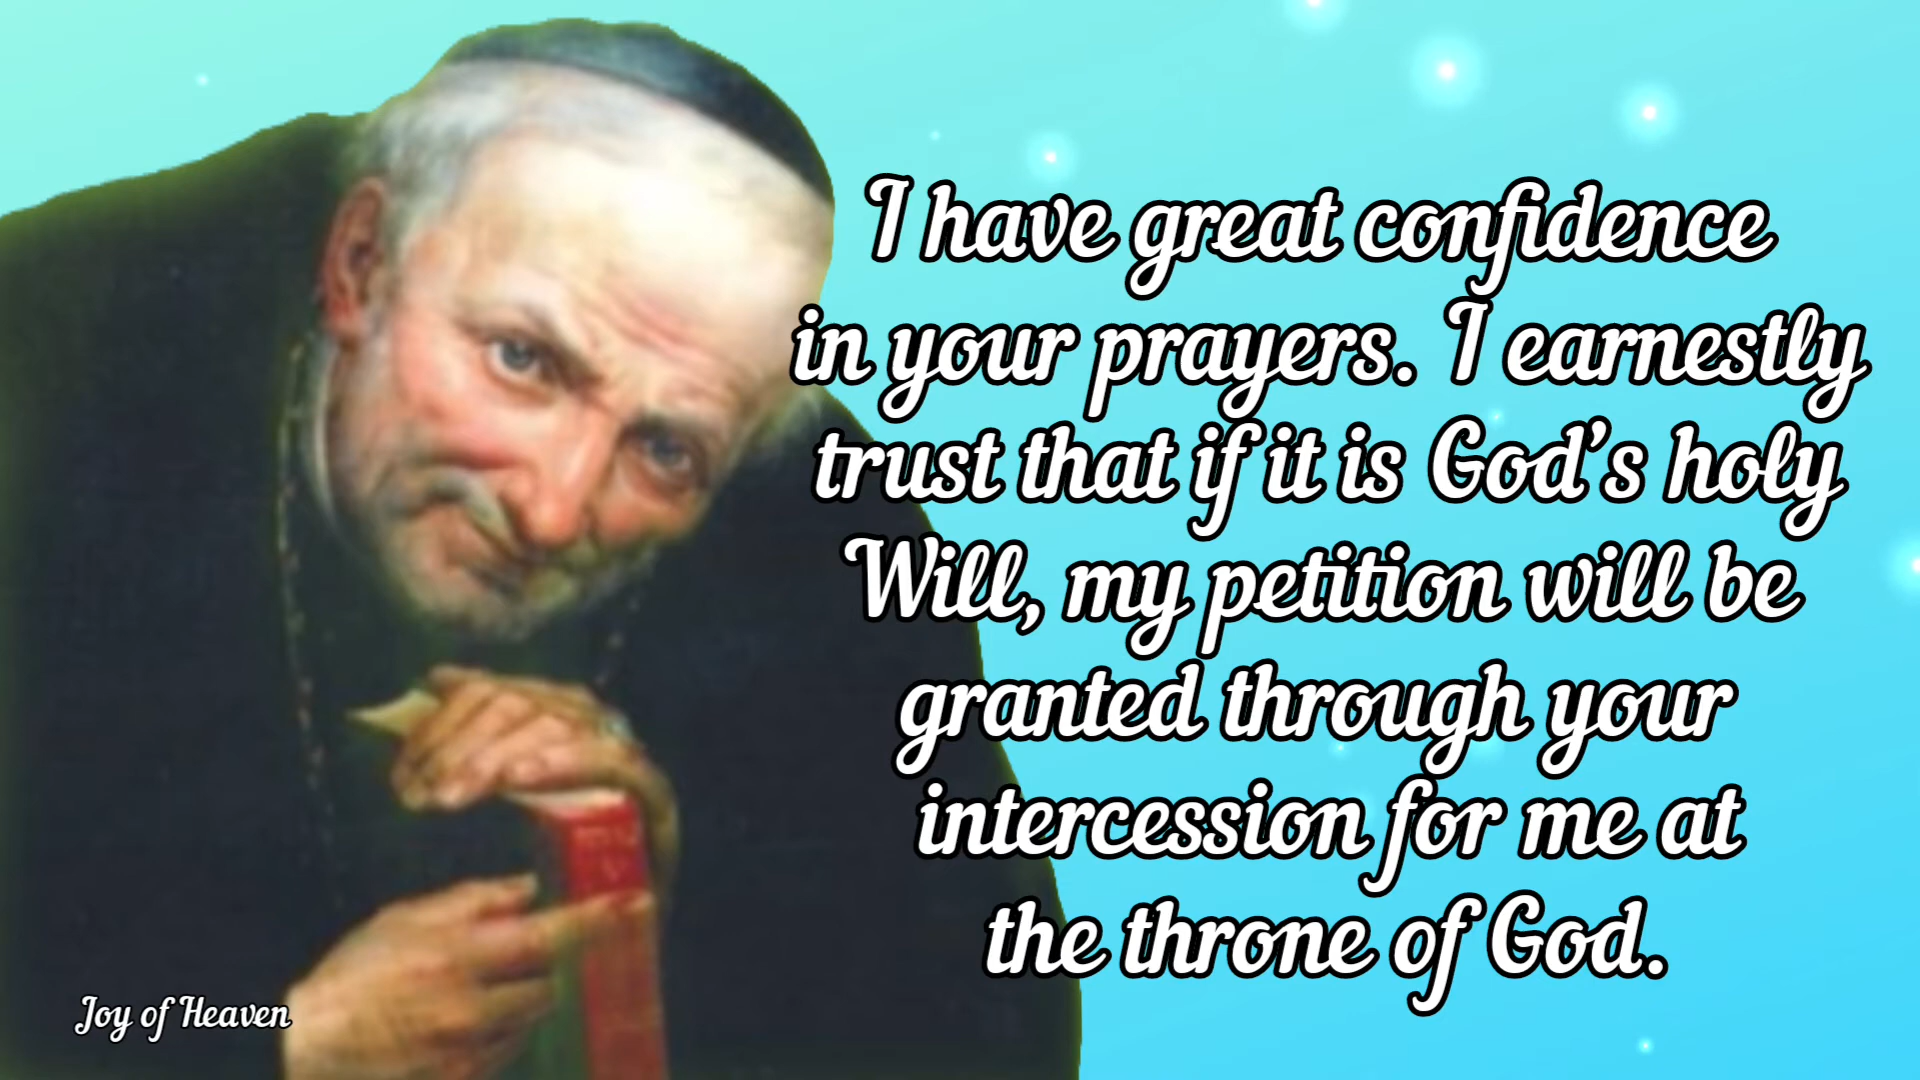 I have great confidence
in your prayers. I earnestly
trust that if it is God's holy
Will, my petition will be
granted through your
intercession for me at
the throne of God.
Joy of Heaven